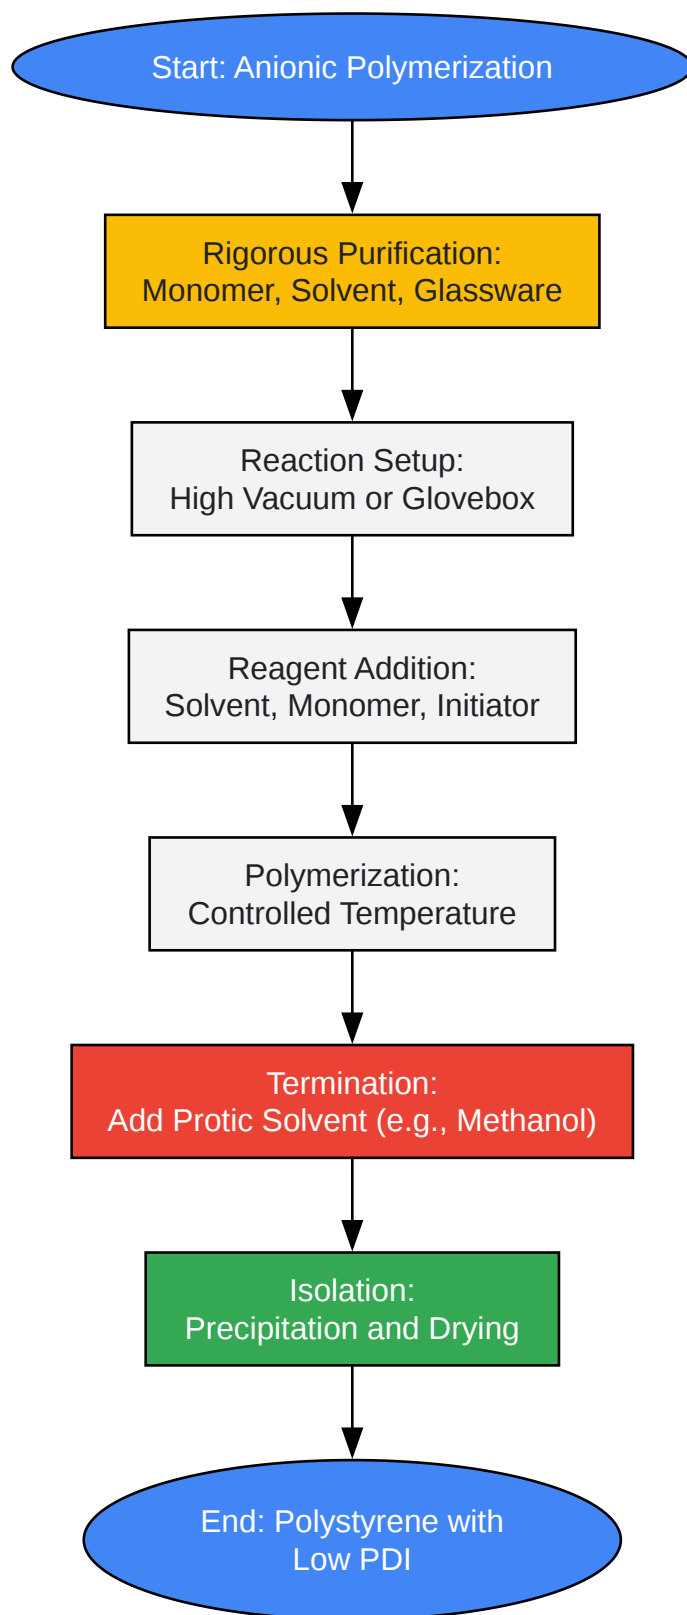 Start: Anionic Polymerization
Rigorous Purification:
Monomer, Solvent, Glassware
Reaction Setup:
High Vacuum or Glovebox
Reagent Addition:
Solvent, Monomer, Initiator
Polymerization:
Controlled Temperature
Termination:
Add Protic Solvent (e.g., Methanol)
Isolation:
Precipitation and Drying
End: Polystyrene with
Low PDI